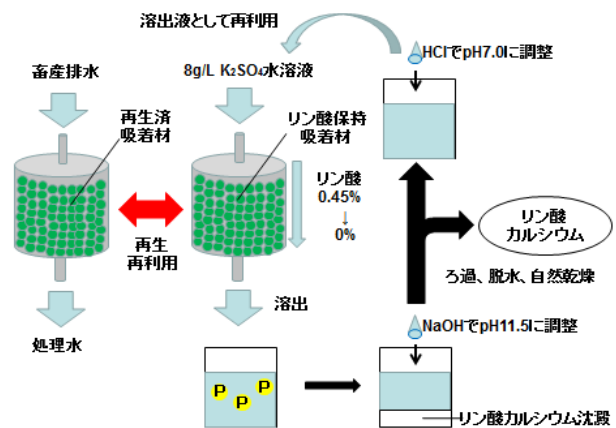 溶出液として再利用
畜産排水
8g/L K₂SO₄水溶液
HClでpH7.0に調整
再生済
吸着材
リン酸保持
吸着材
リン酸
0.45%
↓
0%
再生
再利用
リン酸
カルシウム
ろ過、脱水、自然乾燥
処理水
溶出
NaOHでpH11.5に調整
P P P
リン酸カルシウム沈澱